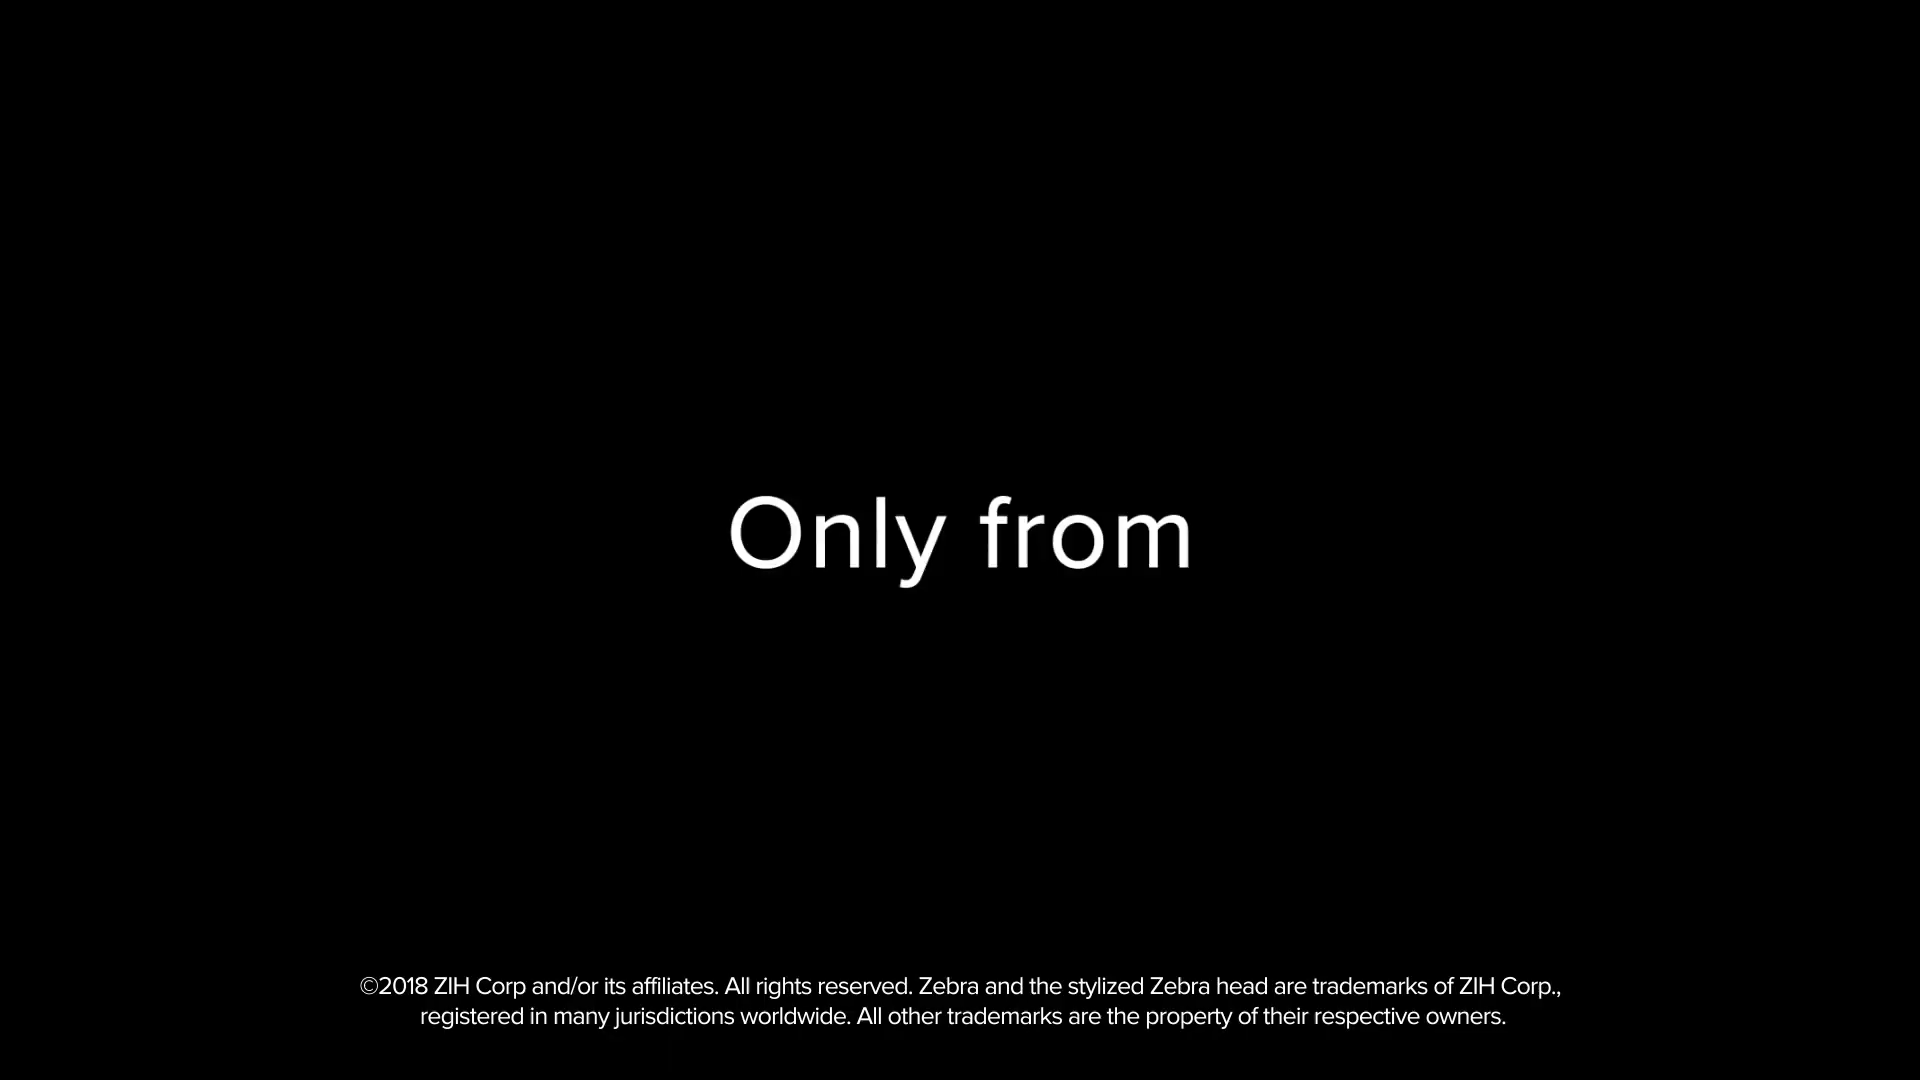 Only from
©2018 ZIH Corp and/or its affiliates. All rights reserved. Zebra and the stylized Zebra head are trademarks of ZIH Corp.,
registered in many jurisdictions worldwide. All other trademarks are the property of their respective owners.